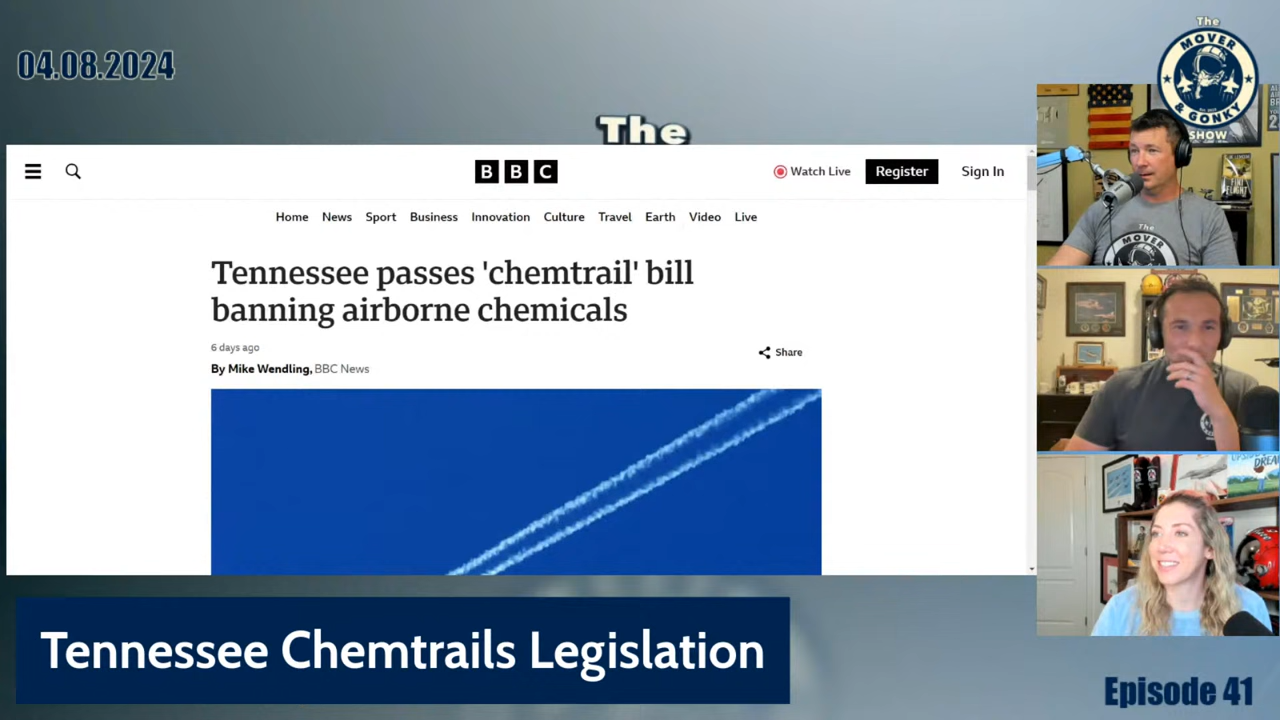 04.08.2024
The
MOVER
& GONKY
SHOW
The
BBC
Watch Live
Register
Sign In
Home News Sport Business Innovation Culture Travel Earth Video Live
Tennessee passes 'chemtrail' bill
banning airborne chemicals
6 days ago
Share
By Mike Wendling, BBC News
The
MOVER
Tennessee Chemtrails Legislation
Episode 41